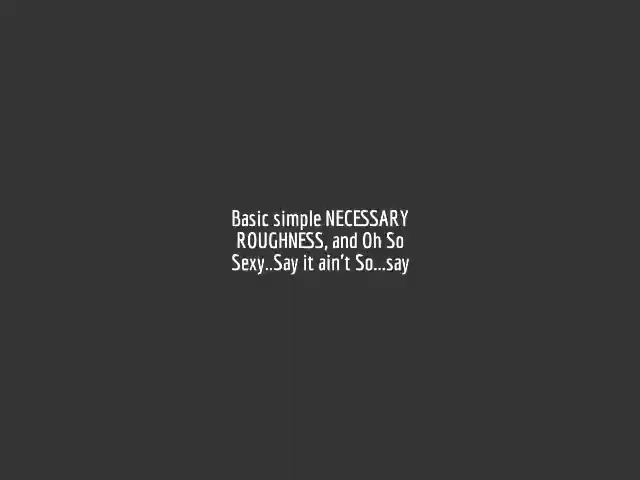 Basic simple NECESSARY
ROUGHNESS, and Oh So
Sexy..Say it ain't So...say